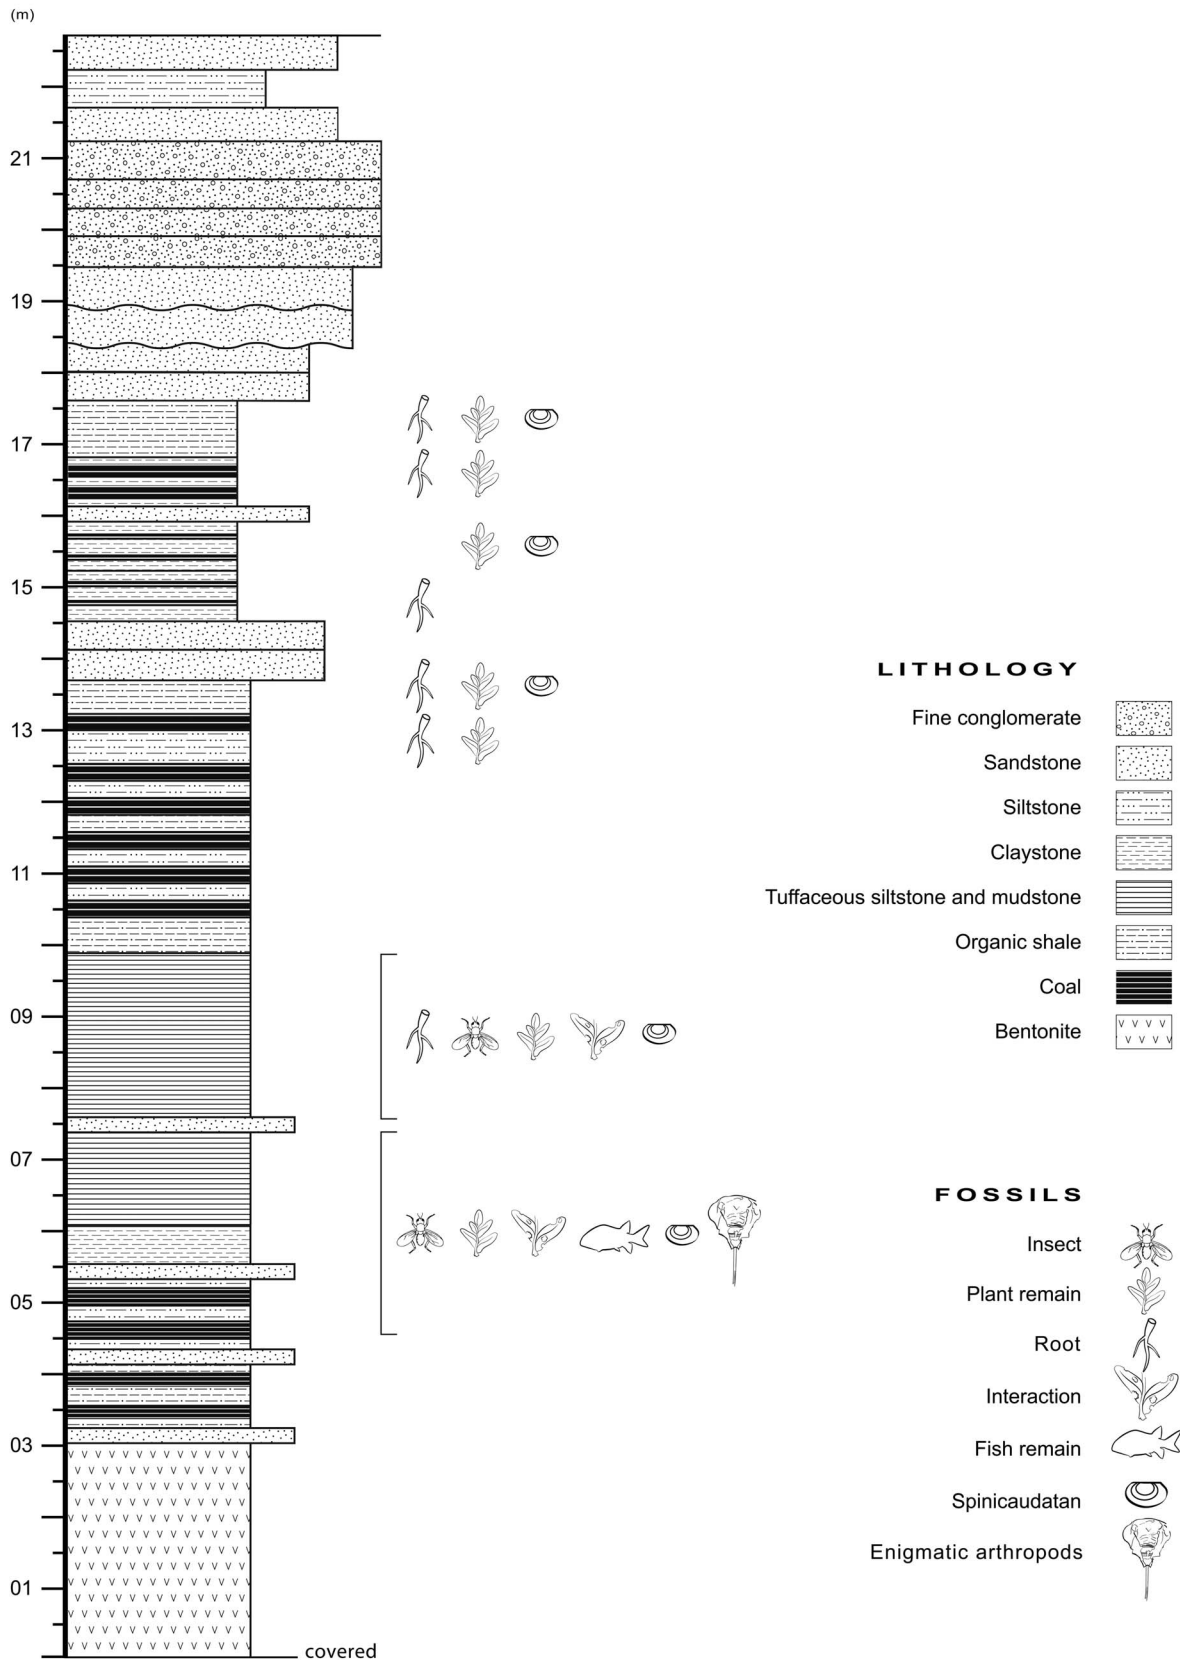 (m)
21
19
17
15
13
11
09
07
05
03
01
covered
LITHOLOGY
Fine conglomerate
Sandstone
Siltstone
Claystone
Tuffaceous siltstone and mudstone
Organic shale
Coal
Bentonite
FOSSILS
Insect
Plant remain
Root
Interaction
Fish remain
Spinicaudatan
Enigmatic arthropods